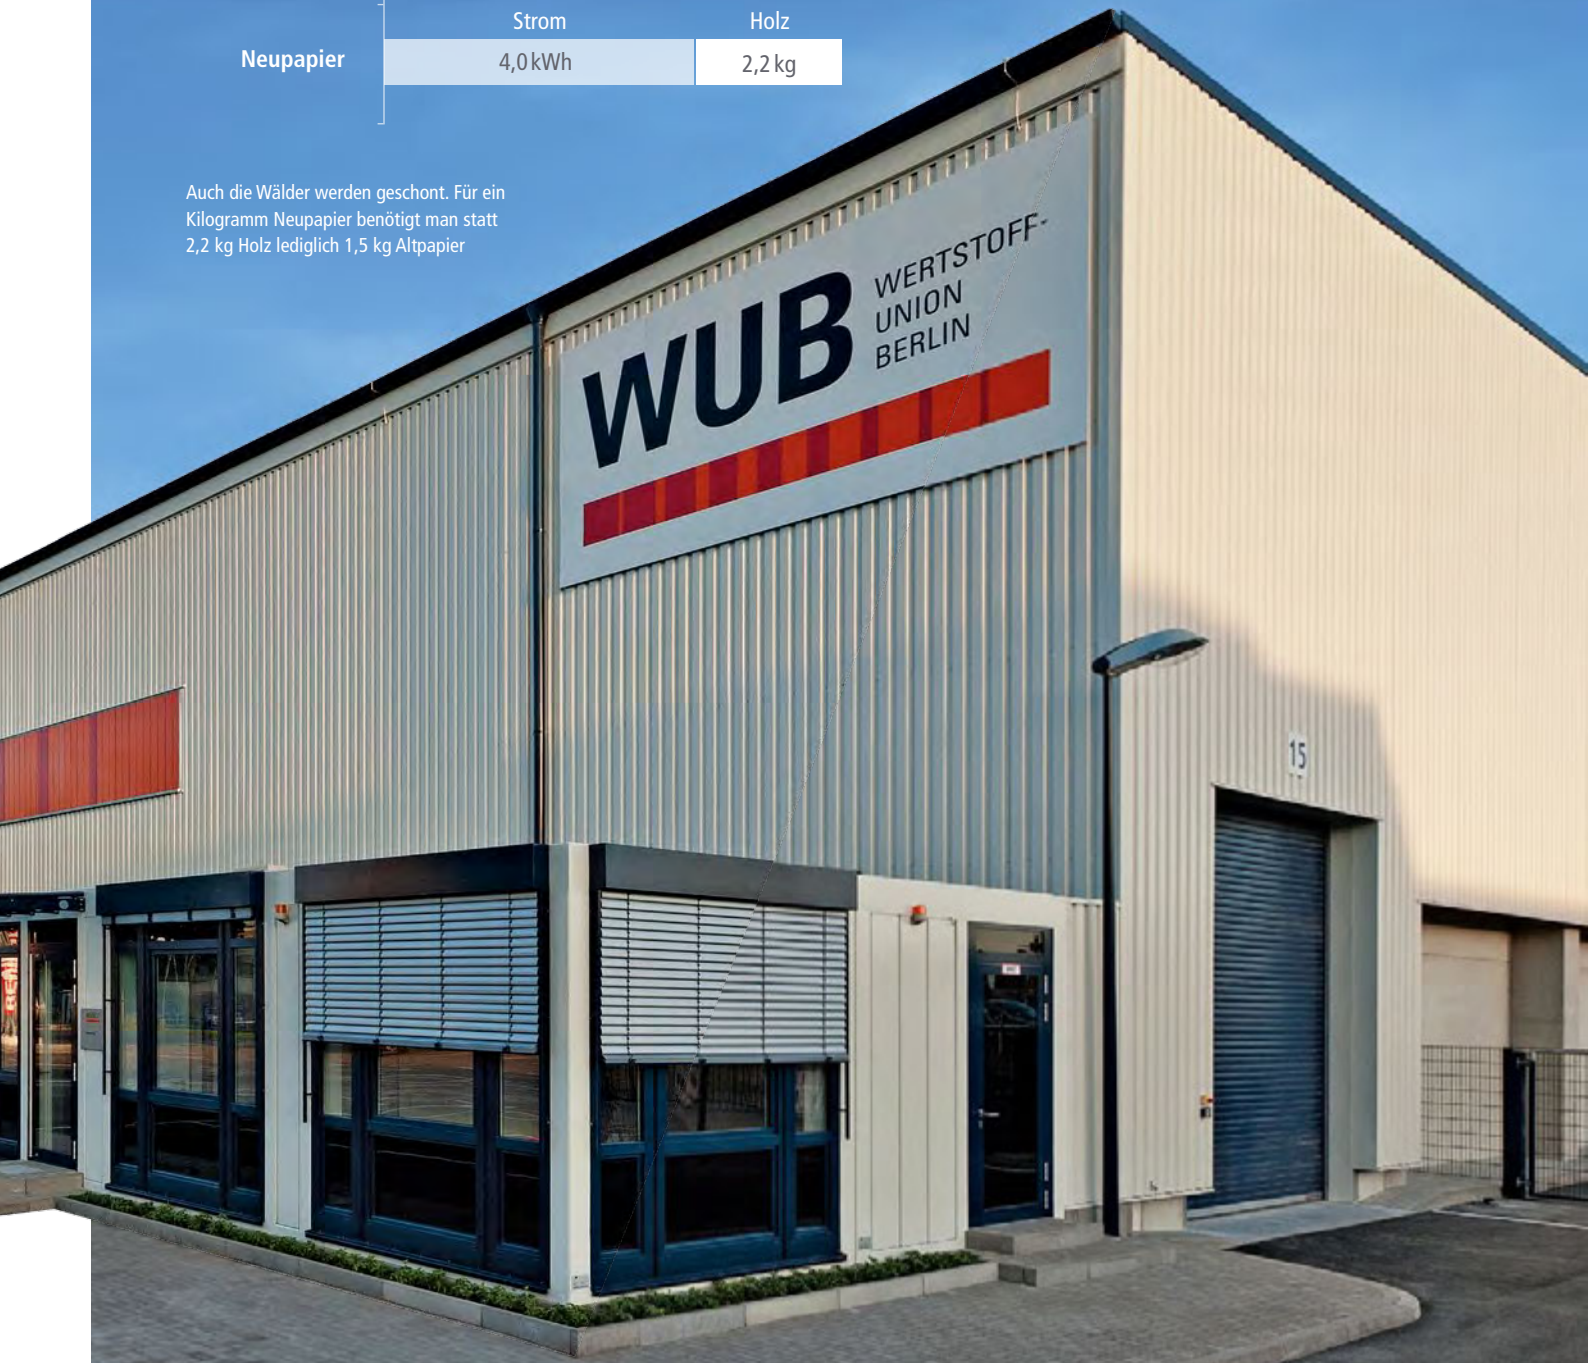 Strom Holz
Neupapier 4,0 kWh 2,2 kg
Auch die Wälder werden geschont. Für ein
Kilogramm Neupapier benötigt man statt
2,2 kg Holz lediglich 1,5 kg Altpapier
WUB
WERTSTOFF-
UNION
BERLIN
15